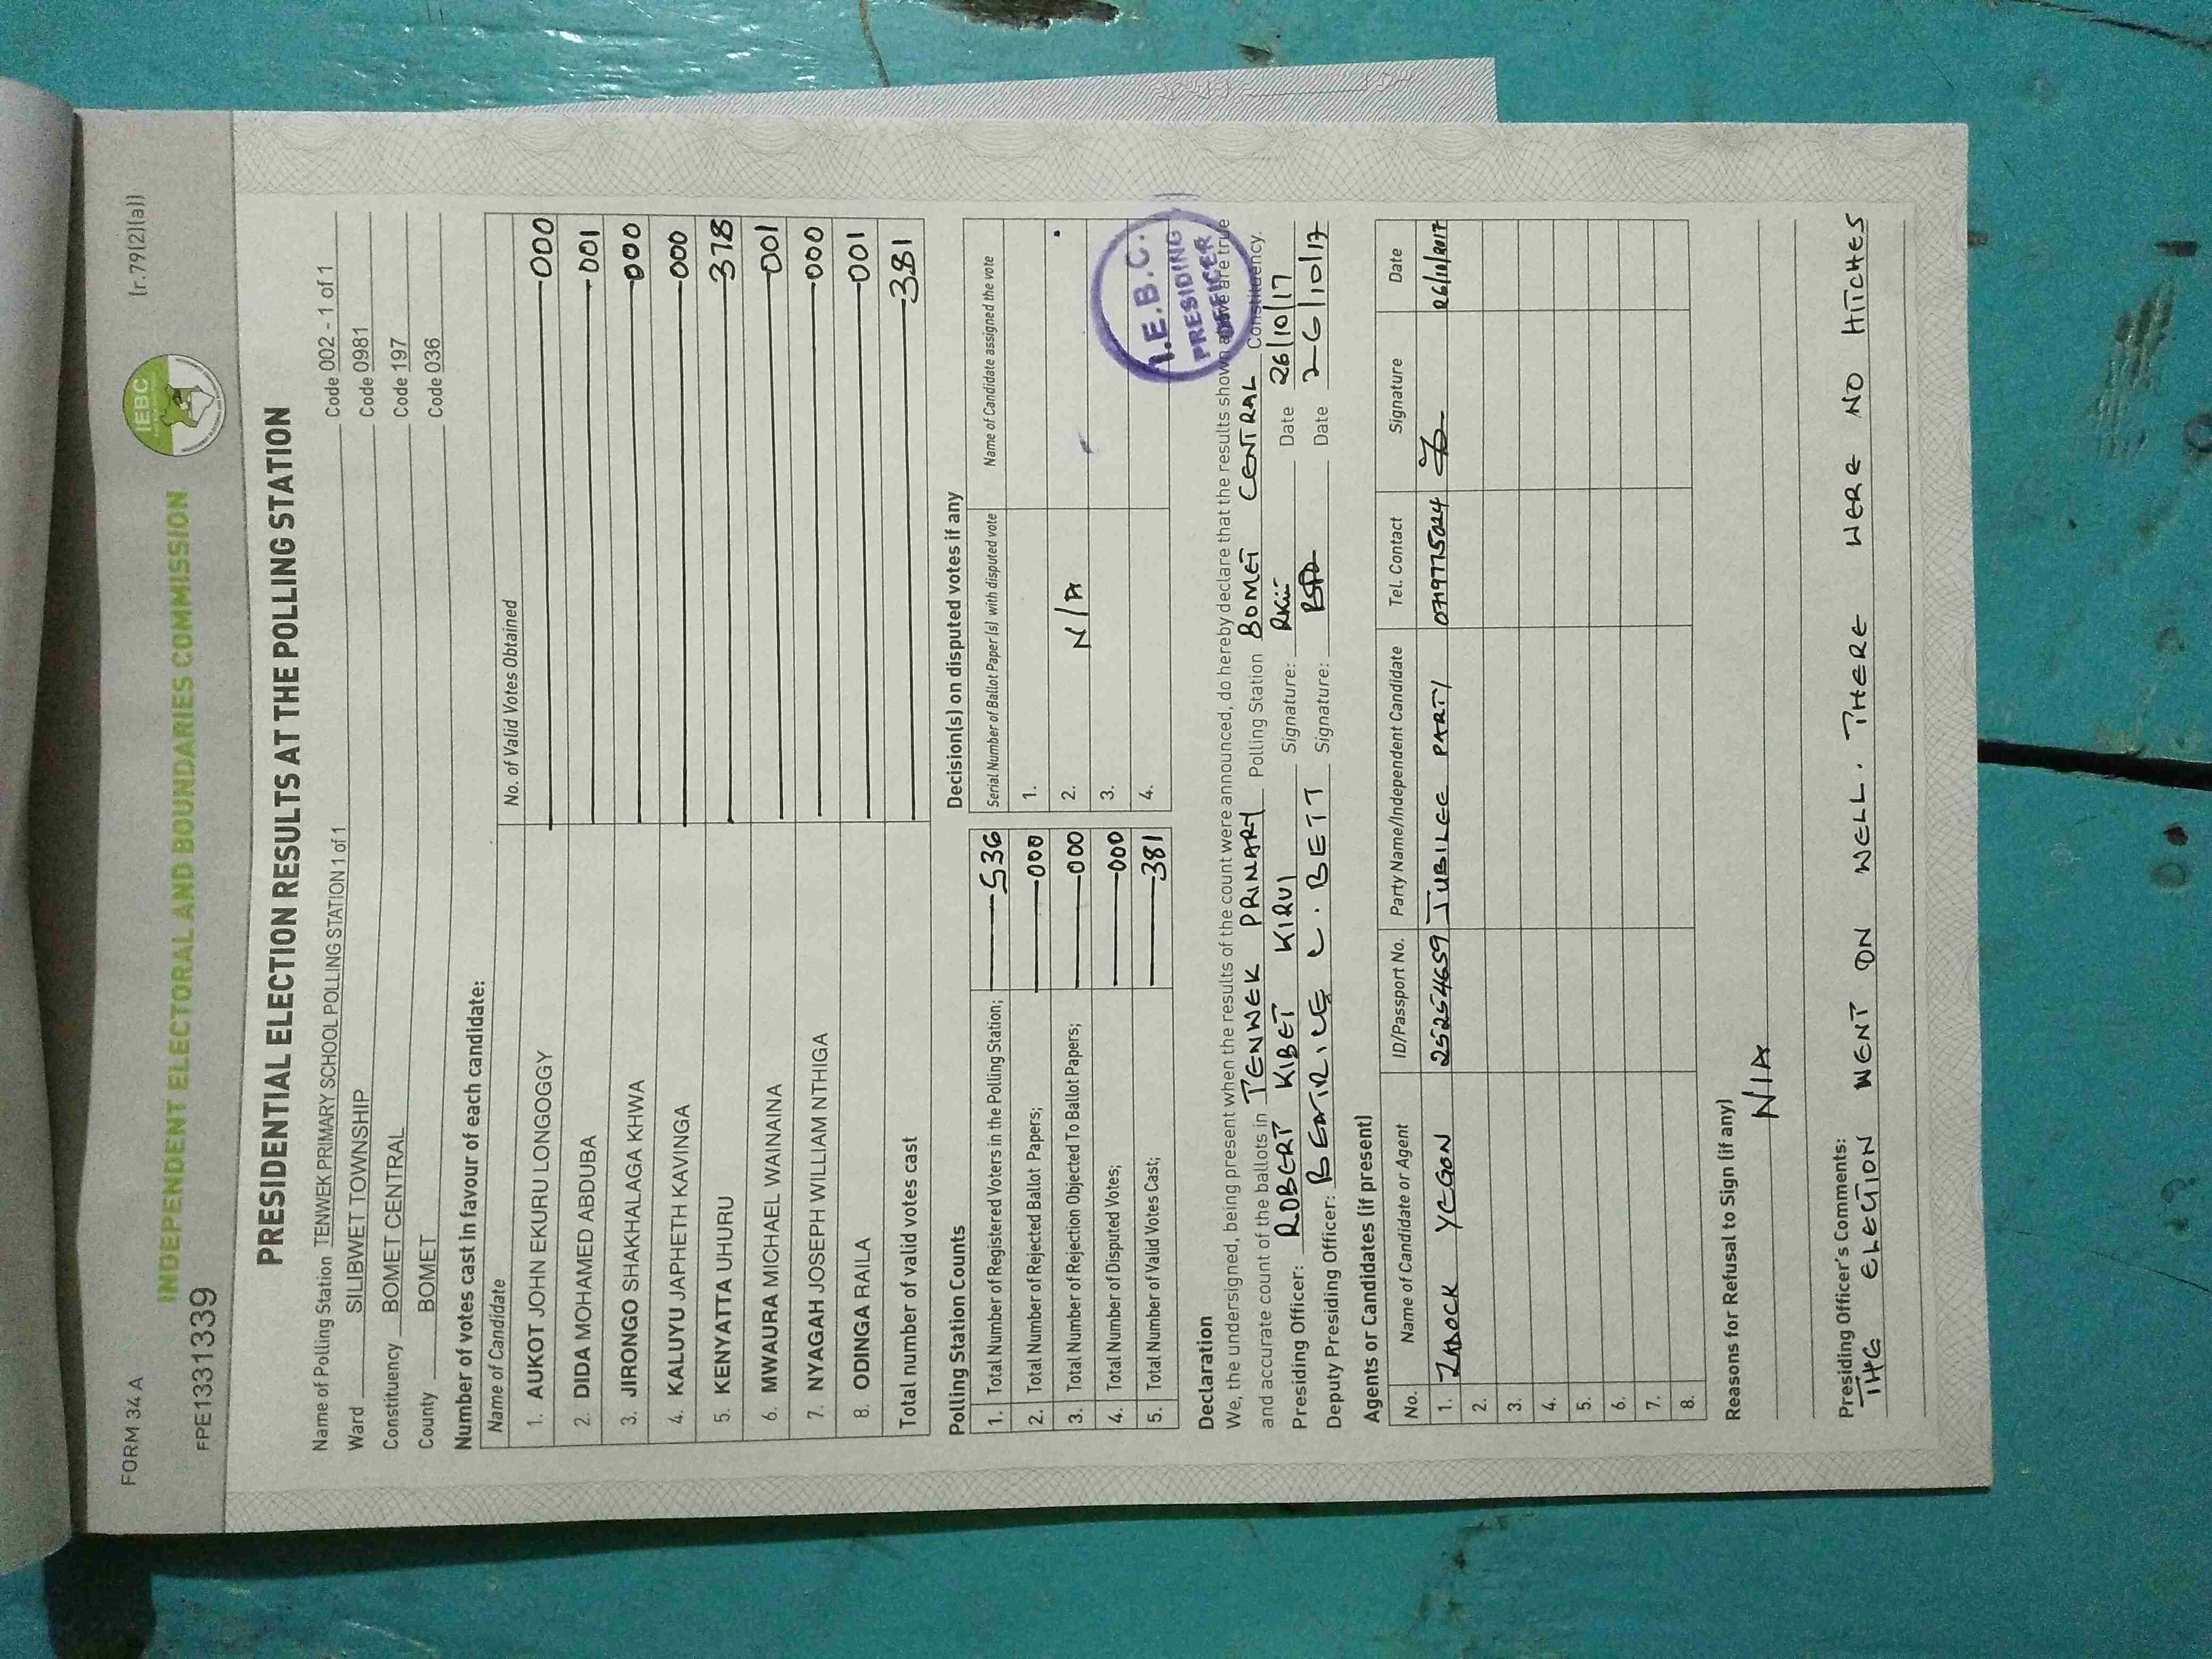 FORM 34 A
(r.79(2)(a))
IEBC
INDEPENDENT ELECTORAL AND BOUNDARIES COMMISSION
FPE1331339
PRESIDENTIAL ELECTION RESULTS AT THE POLLING STATION
Name of Polling Station TENWEK PRIMARY SCHOOL POLLING STATION 1 of 1 Code 002 - 1 of 1
Ward SILIBWET TOWNSHIP Code 0981
Constituency BOMET CENTRAL Code 197
County BOMET Code 036
Number of votes cast in favour of each candidate:
Name of Candidate No. of Valid Votes Obtained
1. AUKOT JOHN EKURU LONGOGGY 000
2. DIDA MOHAMED ABDUBA 001
3. JIRONGO SHAKHALAGA KHWA 000
4. KALUYU JAPHETH KAVINGA 000
5. KENYATTA UHURU 378
6. MWAURA MICHAEL WAINAINA 001
7. NYAGAH JOSEPH WILLIAM NTHIGA 000
8. ODINGA RAILA 001
Total number of valid votes cast 381
Polling Station Counts
1. Total Number of Registered Voters in the Polling Station; 536
2. Total Number of Rejected Ballot Papers; 000
3. Total Number of Rejection Objected To Ballot Papers; 000
4. Total Number of Disputed Votes; 000
5. Total Number of Valid Votes Cast; 381
Decision(s) on disputed votes if any
Serial Number of Ballot Paper (s) with disputed vote Name of Candidate assigned the vote
1.
2. N/A
3.
4.
I.E.B.C.
PRESIDING
OFFICER
Declaration
We, the undersigned, being present when the results of the count were announced, do hereby declare that the results shown above are true
and accurate count of the ballots in TENWEK PRIMARY Polling Station BOMET CENTRAL Constituency.
Presiding Officer: ROBERT KIBET KIRUI Signature: Date 26/10/17
Deputy Presiding Officer: BEATRICE C. BETT Signature: Date 26/10/17
Agents or Candidates (if present)
No. Name of Candidate or Agent ID/Passport No. Party Name/Independent Candidate Tel. Contact Signature Date
1. ZADOCK YEGON 25254659 JUBILEE PARTY 0719775024 26/10/2017
2.
3.
4.
5.
6.
7.
8.
Reasons for Refusal to Sign (if any)
N/A
Presiding Officer's Comments:
THE ELECTION WENT ON WELL. THERE WERE NO HITCHES